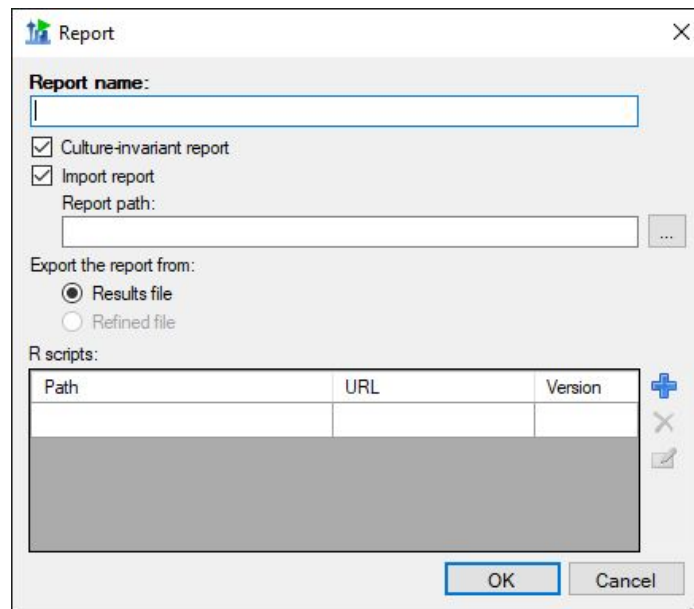 Report
Report name:
Culture-invariant report
Import report
Report path:
...
Export the report from:
Results file
Refined file
R scripts:
Path URL Version
OK Cancel